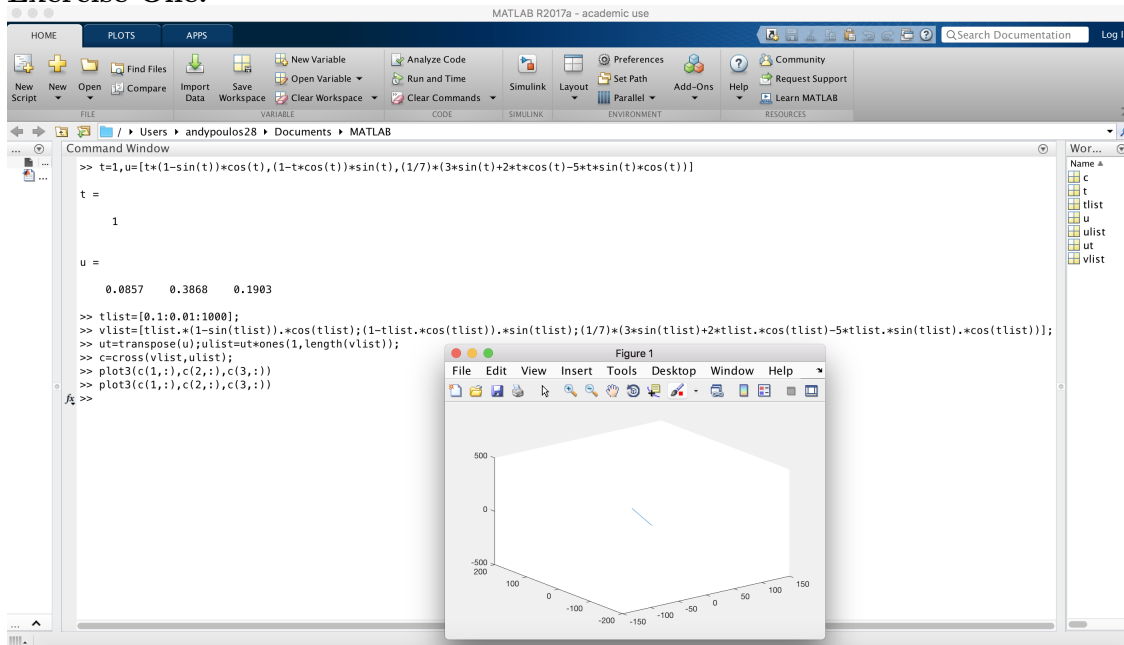 Exercise One:
MATLAB R2017a - academic use
HOME PLOTS APPS
Search Documentation Log I
New Script
New
Open
Find Files
Compare
Import Data
Save Workspace
New Variable
Open Variable
Clear Workspace
Analyze Code
Run and Time
Clear Commands
Simulink
Layout
Preferences
Set Path
Parallel
Add-Ons
Help
Community
Request Support
Learn MATLAB
FILE VARIABLE CODE SIMULINK ENVIRONMENT RESOURCES
/ Users andypoulos28 Documents MATLAB
... Command Window Wor...
Name
c
t
tlist
u
ulist
ut
vlist
>> t=1,u=[t*(1-sin(t))*cos(t),(1-t*cos(t))*sin(t),(1/7)*(3*sin(t)+2*t*cos(t)-5*t*sin(t)*cos(t))]
t =
1
u =
0.0857 0.3868 0.1903
>> tlist=[0.1:0.01:1000];
>> vlist=[tlist.*(1-sin(tlist)).*cos(tlist);(1-tlist.*cos(tlist)).*sin(tlist);(1/7)*(3*sin(tlist)+2*tlist.*cos(tlist)-5*tlist.*sin(tlist).*cos(tlist))];
>> ut=transpose(u);ulist=ut*ones(1,length(vlist));
>> c=cross(vlist,ulist);
>> plot3(c(1,:),c(2,:),c(3,:))
>> plot3(c(1,:),c(2,:),c(3,:))
fx >>
Figure 1
File Edit View Insert Tools Desktop Window Help
500
0
-500
200
100
0
-100
-200
-150
-100
-50
0
50
100
150